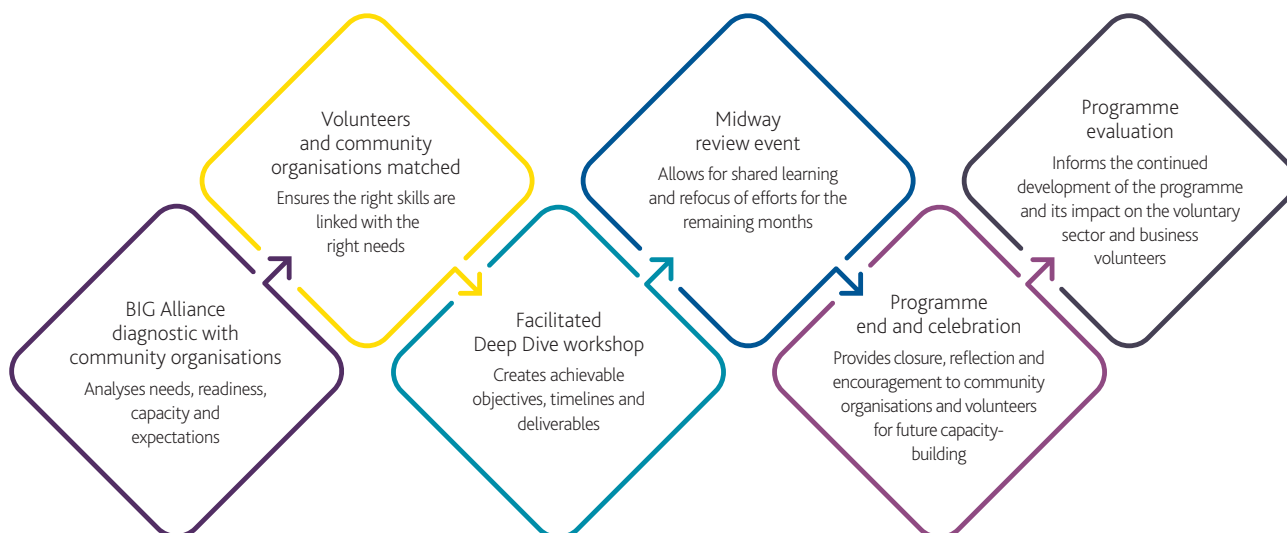 BIG Alliance
diagnostic with
community organisations
Analyses needs, readiness,
capacity and
expectations
Volunteers
and community
organisations matched
Ensures the right skills are
linked with the
right needs
Facilitated
Deep Dive workshop
Creates achievable
objectives, timelines and
deliverables
Midway
review event
Allows for shared learning
and refocus of efforts for the
remaining months
Programme
end and celebration
Provides closure, reflection and
encouragement to community
organisations and volunteers
for future capacity-
building
Programme
evaluation
Informs the continued
development of the programme
and its impact on the voluntary
sector and business
volunteers